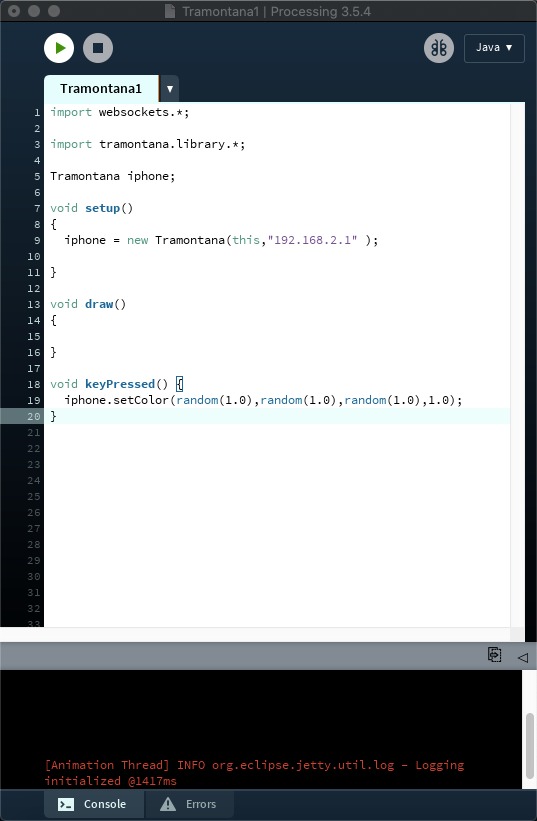 Tramontana1 | Processing 3.5.4
Java ▼
Tramontana1 ▼
1 import websockets.*;
2
3 import tramontana.library.*;
4
5 Tramontana iphone;
6
7 void setup()
8 {
9 iphone = new Tramontana(this,"192.168.2.1" );
10
11 }
12
13 void draw()
14 {
15
16 }
17
18 void keyPressed() {
19 iphone.setColor(random(1.0),random(1.0),random(1.0),1.0);
20 }
21
22
23
24
25
26
27
28
29
30
31
32
33
[Animation Thread] INFO org.eclipse.jetty.util.log - Logging
initialized @1417ms
Console Errors